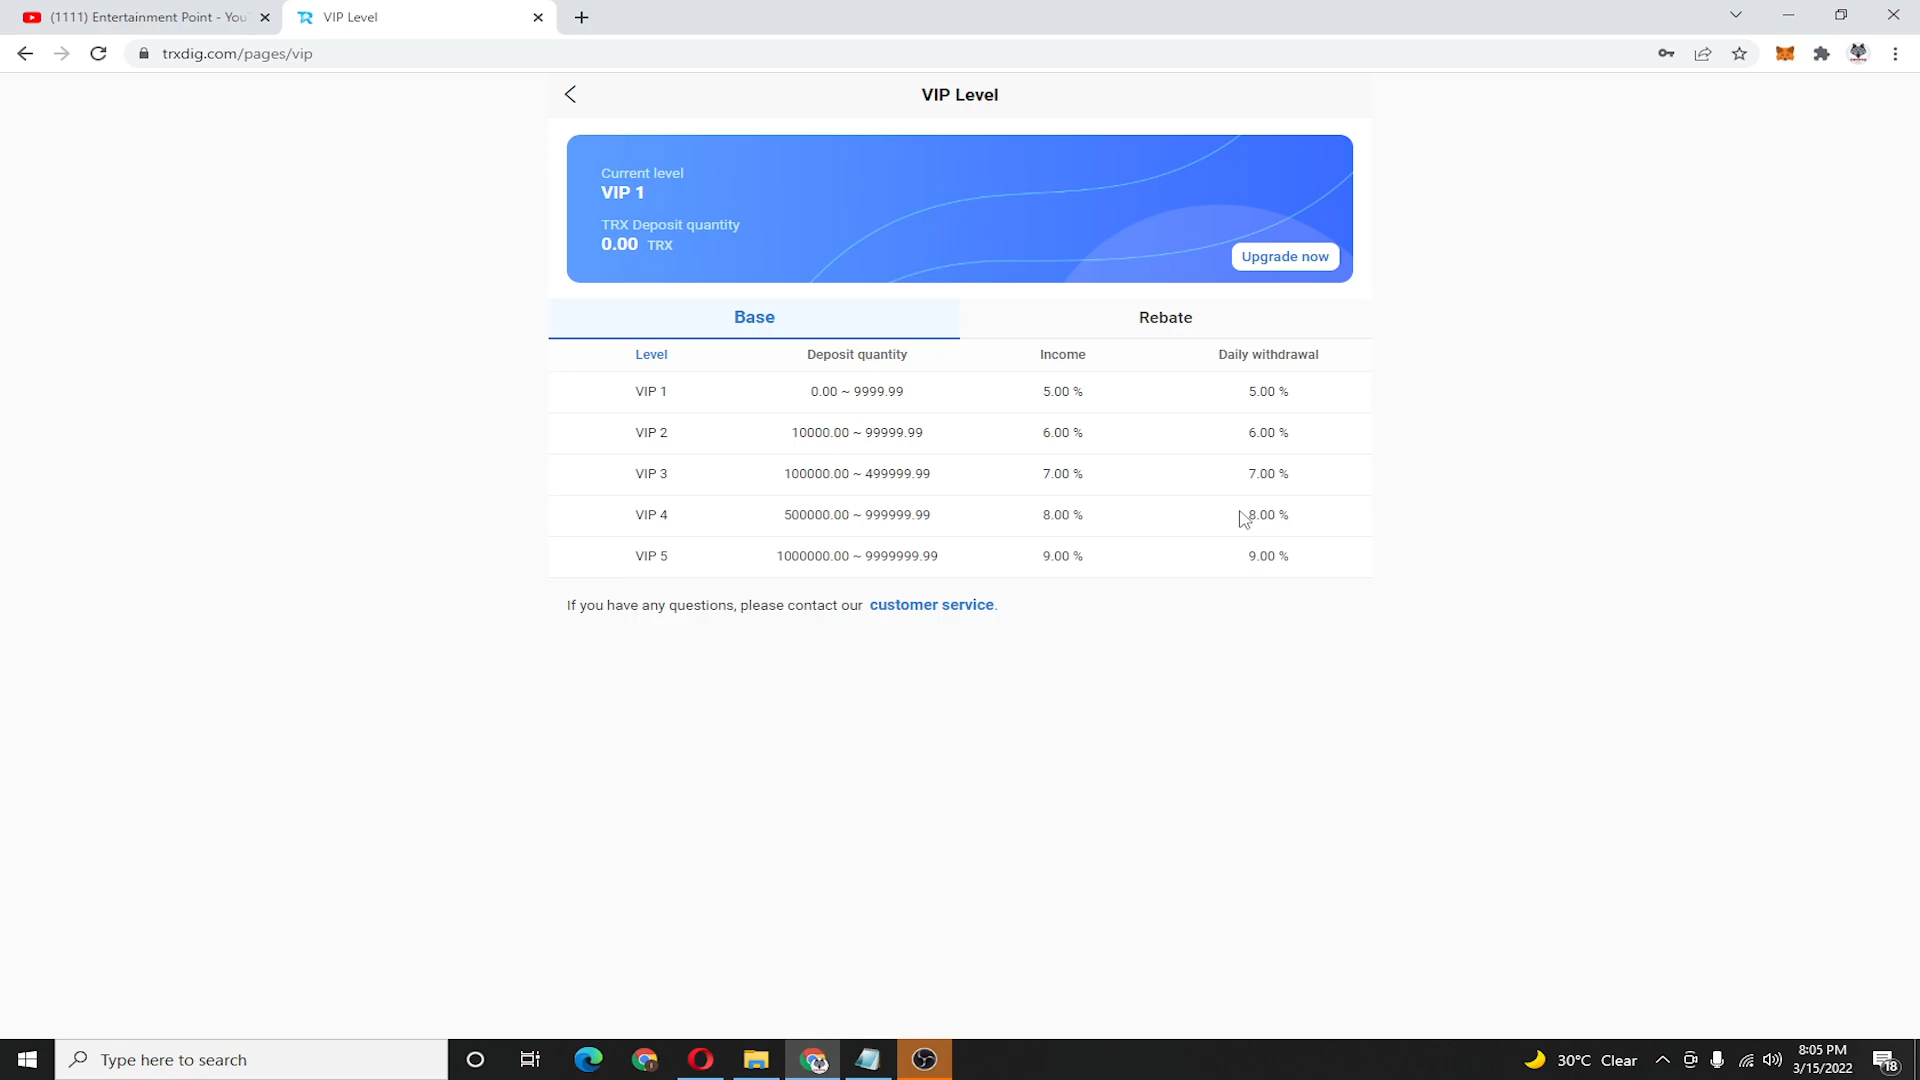 (1111) Entertainment Point - You
VIP Level
trxdig.com/pages/vip
VIP Level
Current level
VIP 1
TRX Deposit quantity
0.00 TRX
Upgrade now
Base Rebate
Level Deposit quantity Income Daily withdrawal
VIP 1 0.00 ~ 9999.99 5.00 % 5.00 %
VIP 2 10000.00 ~ 99999.99 6.00 % 6.00 %
VIP 3 100000.00 ~ 499999.99 7.00 % 7.00 %
VIP 4 500000.00 ~ 999999.99 8.00 % 8.00 %
VIP 5 1000000.00 ~ 9999999.99 9.00 % 9.00 %
If you have any questions, please contact our customer service.
Type here to search
30°C Clear
8:05 PM
3/15/2022
18